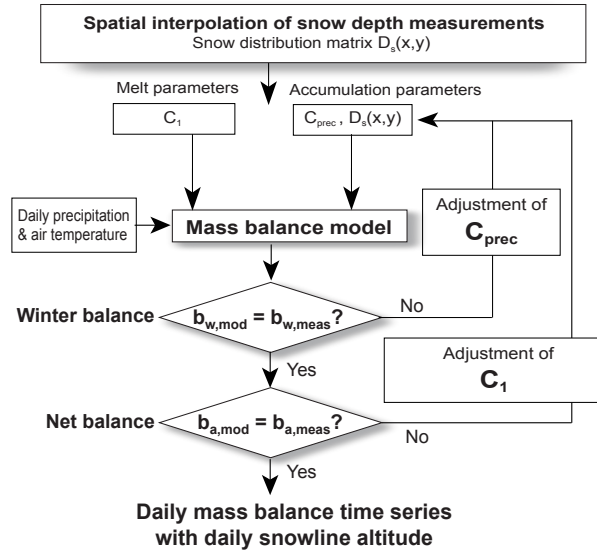 Spatial interpolation of snow depth measurements
Snow distribution matrix Dₛ(x,y)
Melt parameters
Accumulation parameters
C₁
Cprec , Dₛ(x,y)
Daily precipitation
& air temperature
Mass balance model
Adjustment of
Cprec
Winter balance
bw,mod = bw,meas?
No
Yes
Adjustment of
C₁
Net balance
ba,mod = ba,meas?
No
Yes
Daily mass balance time series
with daily snowline altitude